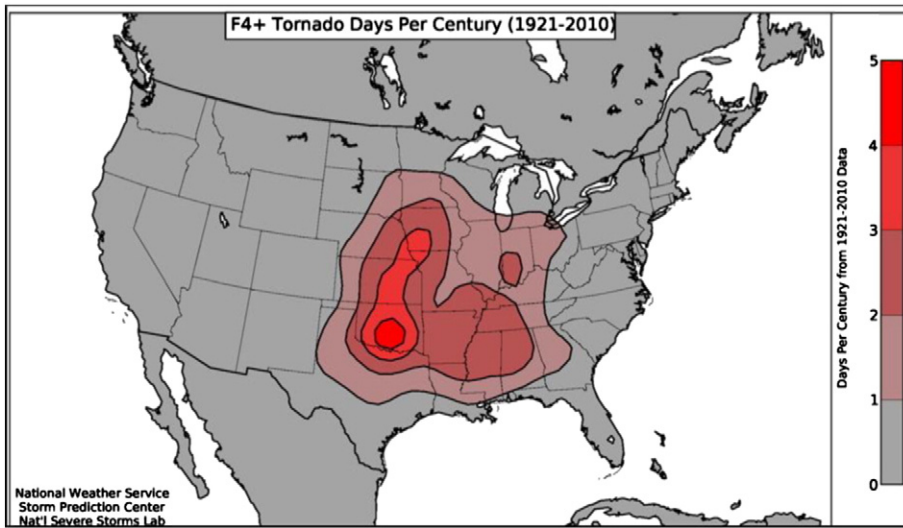 F4+ Tornado Days Per Century (1921-2010)
5
4
3
2
1
0
Days Per Century from 1921-2010 Data
National Weather Service
Storm Prediction Center
Nat'l Severe Storms Lab